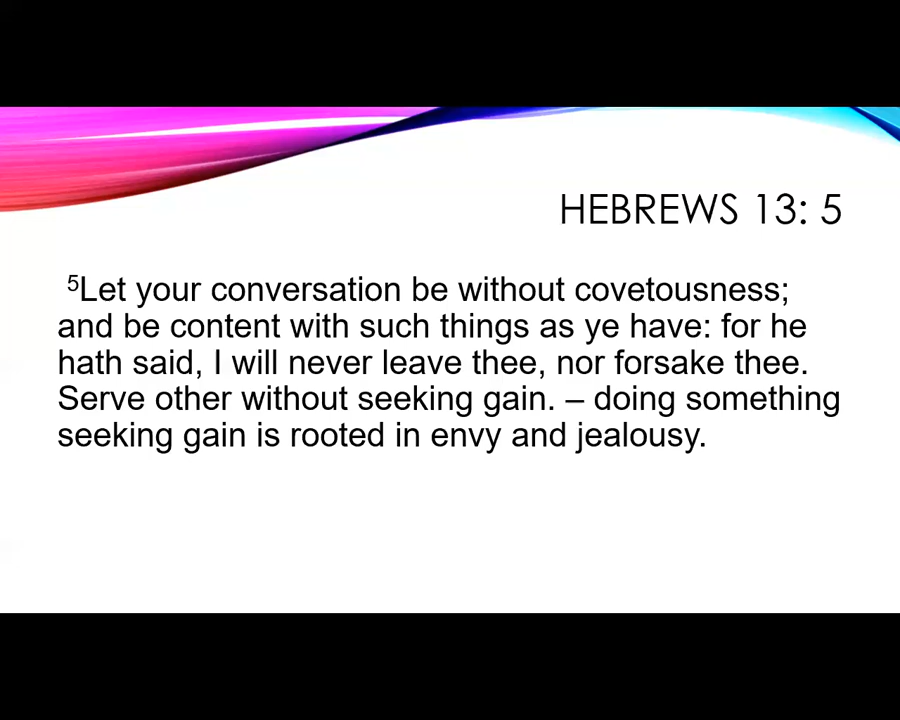 HEBREWS 13: 5
⁵Let your conversation be without covetousness;
and be content with such things as ye have: for he
hath said, I will never leave thee, nor forsake thee.
Serve other without seeking gain. – doing something
seeking gain is rooted in envy and jealousy.